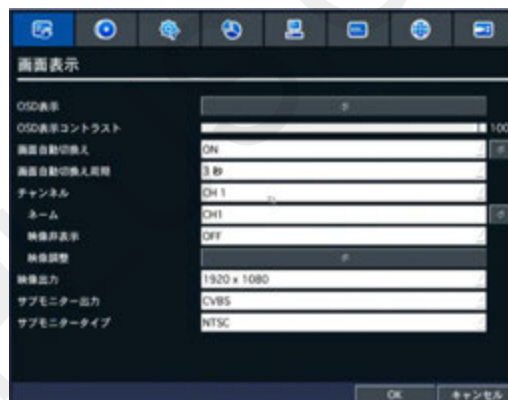 画面表示
OSD表示
OSD表示コントラスト 100
画面自動切換え ON
画面自動切換え周期 3 秒
チャンネル CH 1
ネーム CH1
映像非表示 OFF
映像調整
映像出力 1920 x 1080
サブモニター出力 CVBS
サブモニタータイプ NTSC
OK キャンセル